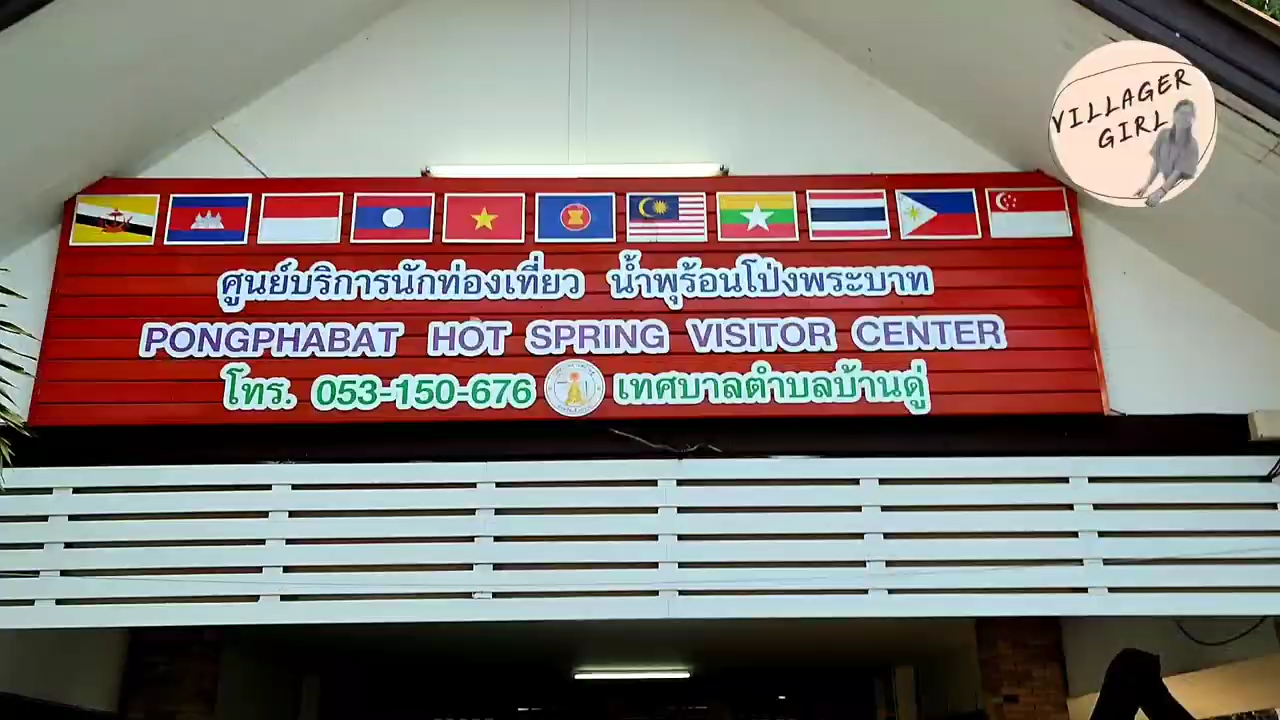 VILLAGER
GIRL
ศูนย์บริการนักท่องเที่ยว น้ำพุร้อนโป่งพระบาท
PONGPHABAT HOT SPRING VISITOR CENTER
โทร. 053-150-676 เทศบาลตำบลบ้านดู่